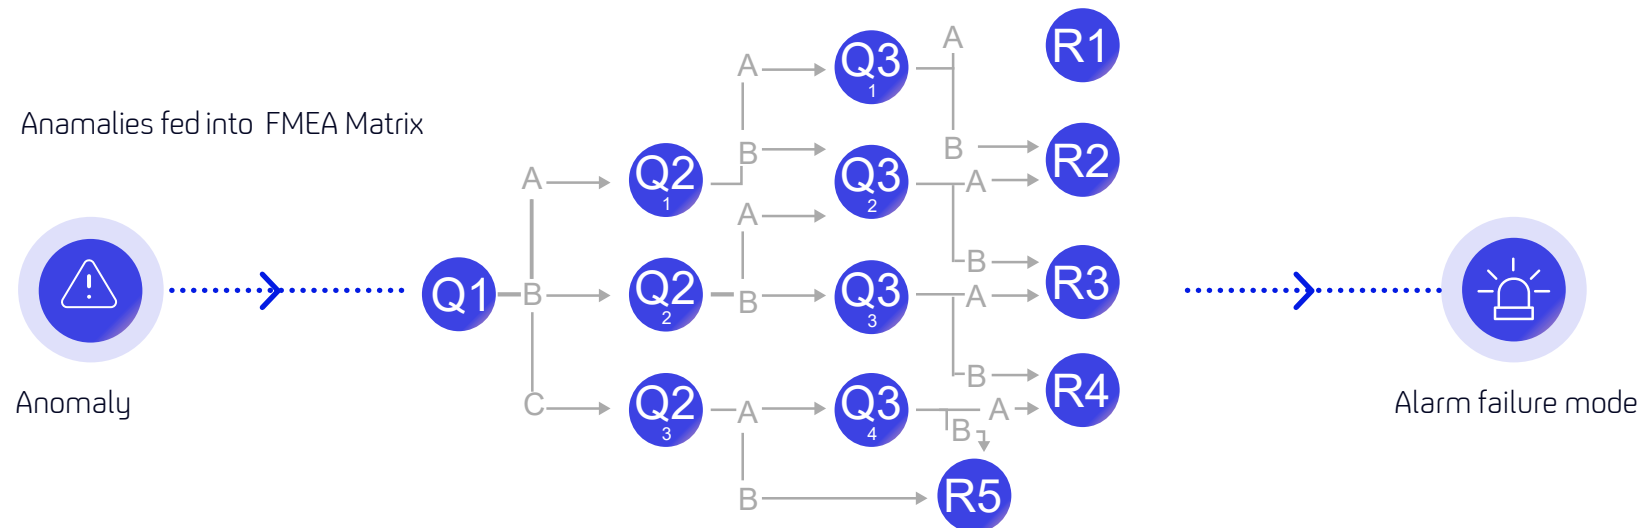 Anamalies fed into FMEA Matrix
Anomaly
Q1
A
B
C
Q2
1
Q2
2
Q2
3
A
B
A
B
A
B
Q3
1
Q3
2
Q3
3
Q3
4
A
B
A
B
A
B
A
B
R1
R2
R3
R4
R5
Alarm failure mode